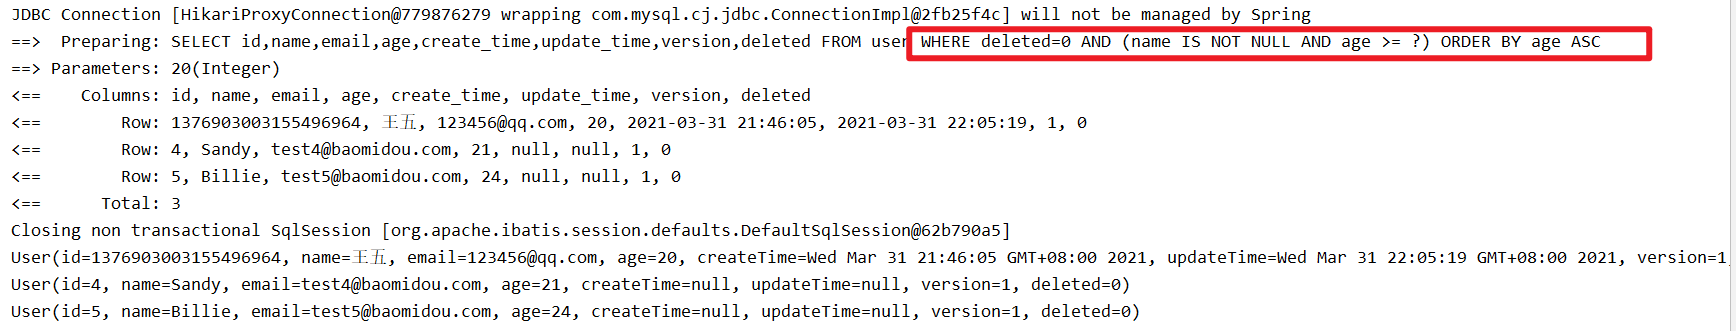 JDBC Connection [HikariProxyConnection@779876279 wrapping com.mysql.cj.jdbc.ConnectionImpl@2fb25f4c] will not be managed by Spring
==>  Preparing: SELECT id,name,email,age,create_time,update_time,version,deleted FROM user WHERE deleted=0 AND (name IS NOT NULL AND age >= ?) ORDER BY age ASC
==> Parameters: 20(Integer)
<==    Columns: id, name, email, age, create_time, update_time, version, deleted
<==        Row: 1376903003155496964, 王五, 123456@qq.com, 20, 2021-03-31 21:46:05, 2021-03-31 22:05:19, 1, 0
<==        Row: 4, Sandy, test4@baomidou.com, 21, null, null, 1, 0
<==        Row: 5, Billie, test5@baomidou.com, 24, null, null, 1, 0
<==      Total: 3
Closing non transactional SqlSession [org.apache.ibatis.session.defaults.DefaultSqlSession@62b790a5]
User(id=1376903003155496964, name=王五, email=123456@qq.com, age=20, createTime=Wed Mar 31 21:46:05 GMT+08:00 2021, updateTime=Wed Mar 31 22:05:19 GMT+08:00 2021, version=1,
User(id=4, name=Sandy, email=test4@baomidou.com, age=21, createTime=null, updateTime=null, version=1, deleted=0)
User(id=5, name=Billie, email=test5@baomidou.com, age=24, createTime=null, updateTime=null, version=1, deleted=0)